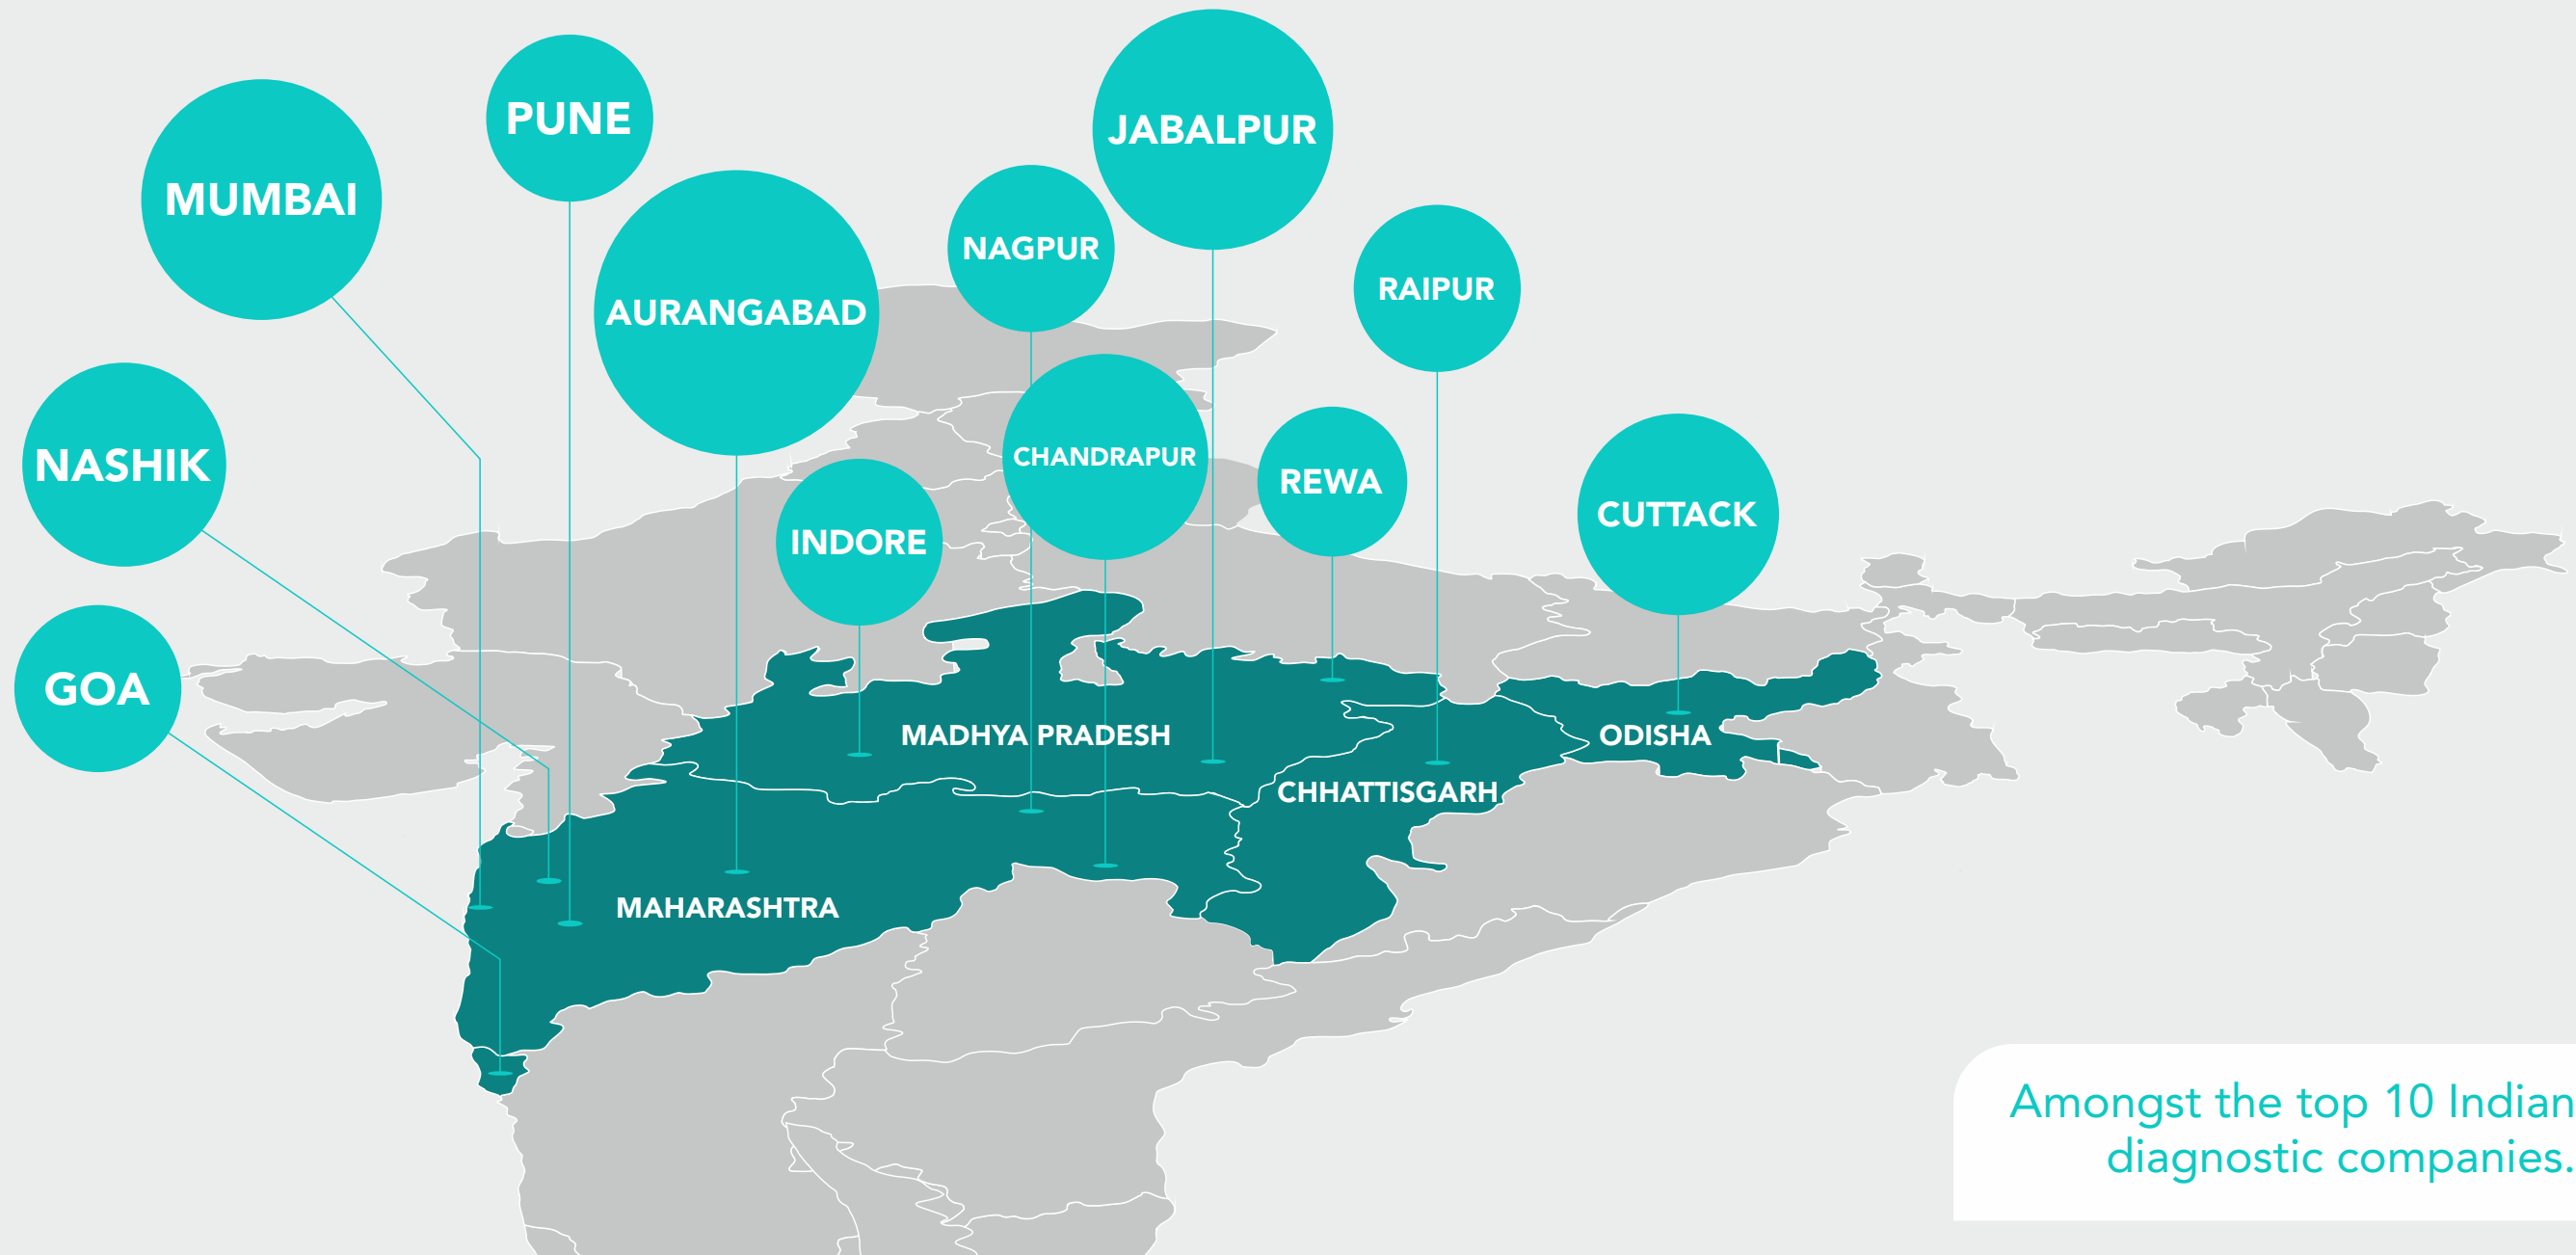 MUMBAI
PUNE
JABALPUR
NAGPUR
AURANGABAD
RAIPUR
NASHIK
CHANDRAPUR
REWA
CUTTACK
INDORE
GOA
MADHYA PRADESH
ODISHA
CHHATTISGARH
MAHARASHTRA
Amongst the top 10 Indian
diagnostic companies.